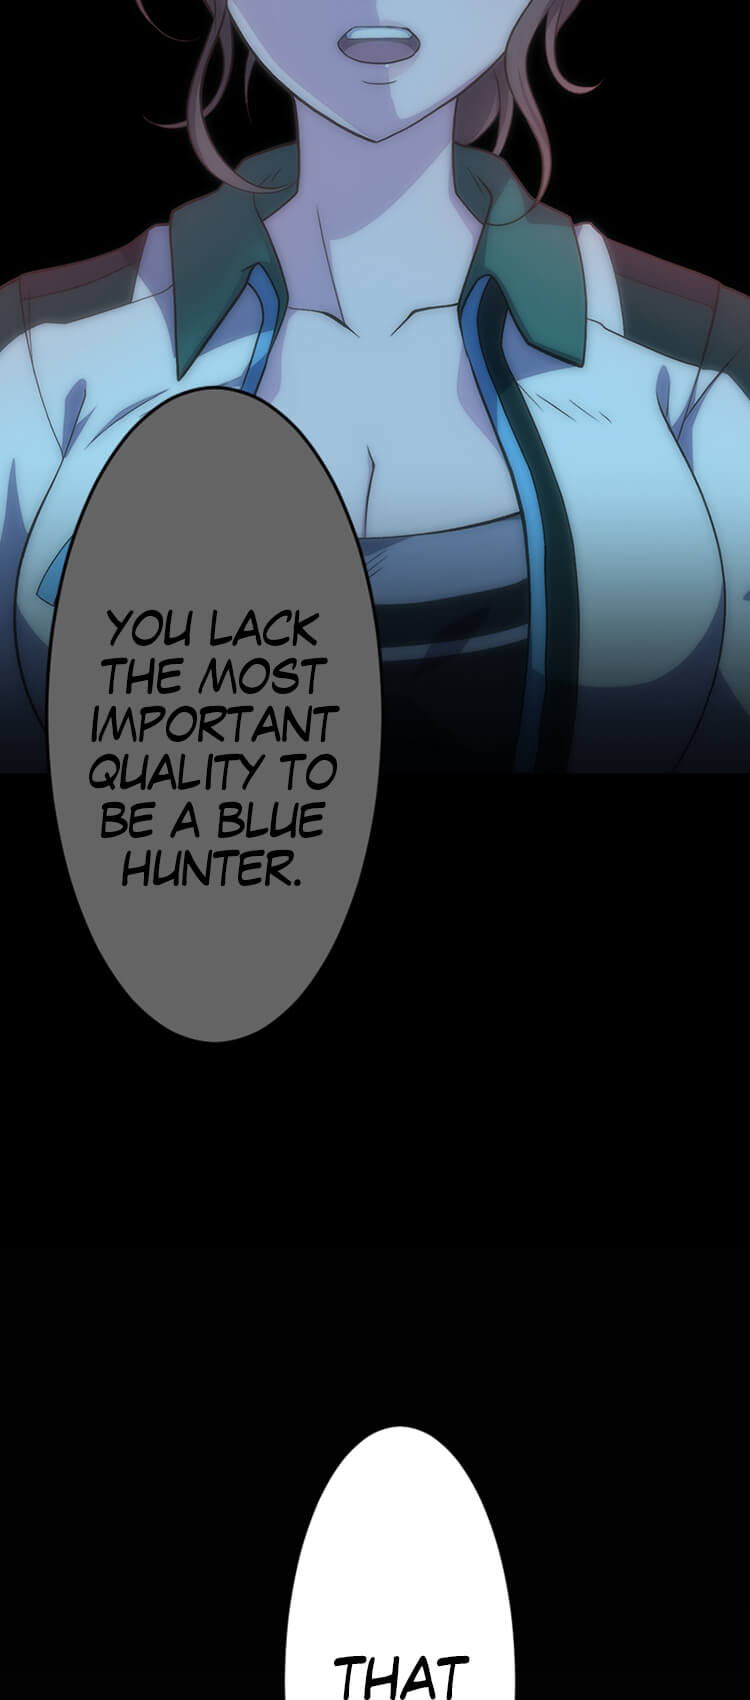 YOU LACK
THE MOST
IMPORTANT
QUALITY TO
BE A BLUE
HUNTER.
THAT